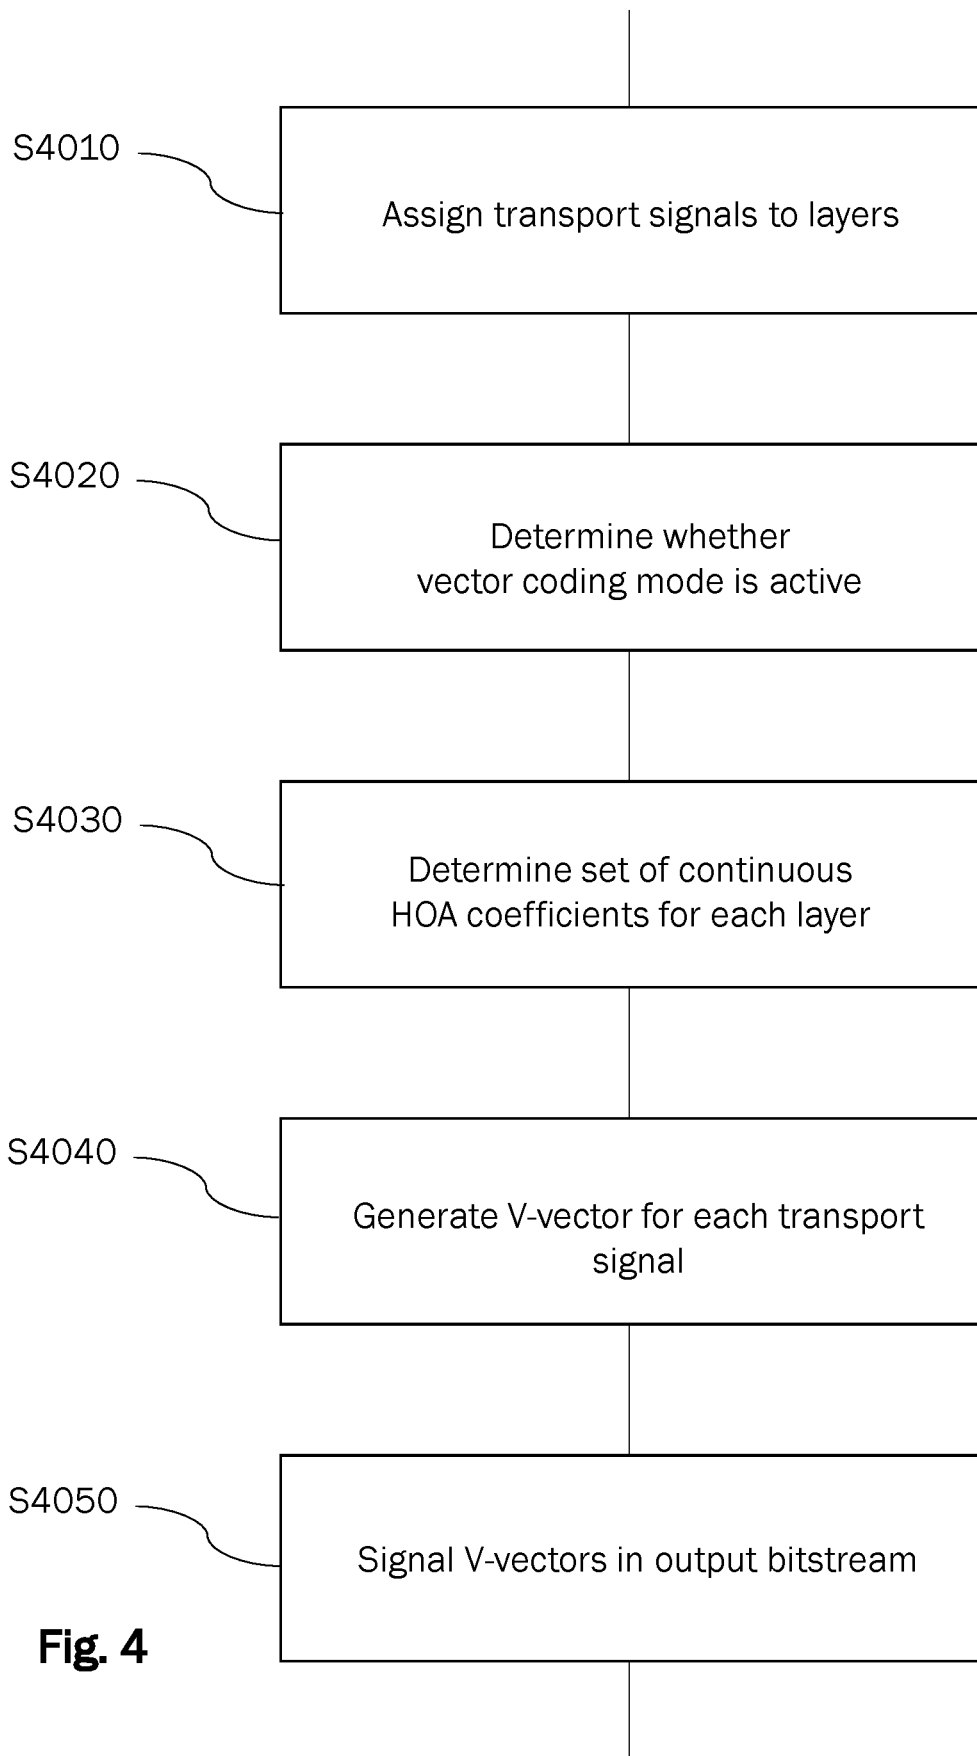 S4010
Assign transport signals to layers
S4020
Determine whether
vector coding mode is active
S4030
Determine set of continuous
HOA coefficients for each layer
S4040
Generate V-vector for each transport
signal
S4050
Signal V-vectors in output bitstream
Fig. 4